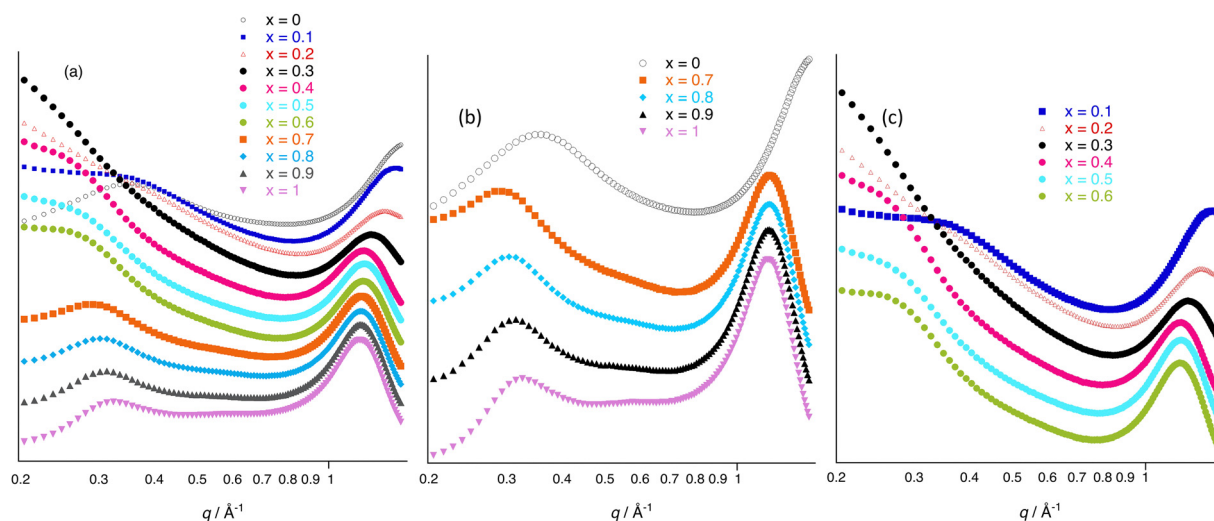 (a)
x = 0
x = 0.1
x = 0.2
x = 0.3
x = 0.4
x = 0.5
x = 0.6
x = 0.7
x = 0.8
x = 0.9
x = 1
0.2 0.3 0.4 0.5 0.6 0.7 0.8 0.9 1
q / Å-1
(b)
x = 0
x = 0.7
x = 0.8
x = 0.9
x = 1
0.2 0.3 0.4 0.5 0.6 0.7 0.8 0.9 1
q / Å-1
(c)
x = 0.1
x = 0.2
x = 0.3
x = 0.4
x = 0.5
x = 0.6
0.2 0.3 0.4 0.5 0.6 0.7 0.8 0.9 1
q / Å-1